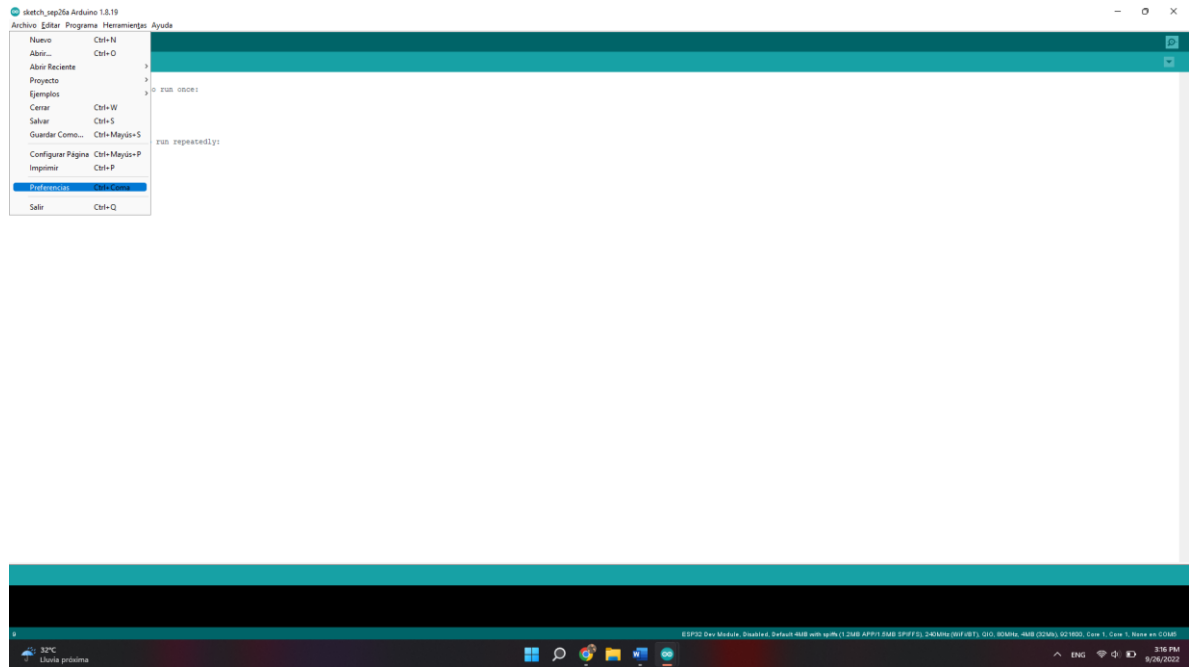 sketch_sep26a Arduino 1.8.19
Archivo Editar Programa Herramientas Ayuda
Nuevo Ctrl+N
Abrir... Ctrl+O
Abrir Reciente
Proyecto
Ejemplos
Cerrar Ctrl+W
Salvar Ctrl+S
Guardar Como... Ctrl+Mayús+S
Configurar Página Ctrl+Mayús+P
Imprimir Ctrl+P
Preferencias Ctrl+Coma
Salir Ctrl+Q
o run once:
run repeatedly:
9
ESP32 Dev Module, Disabled, Default 4MB with spiffs (1.2MB APP/1.5MB SPIFFS), 240MHz (WiFi/BT), QIO, 80MHz, 4MB (32Mb), 921600, Core 1, Core 1, None en COM5
32°C
Lluvia próxima
ENG
3:16 PM
9/26/2022